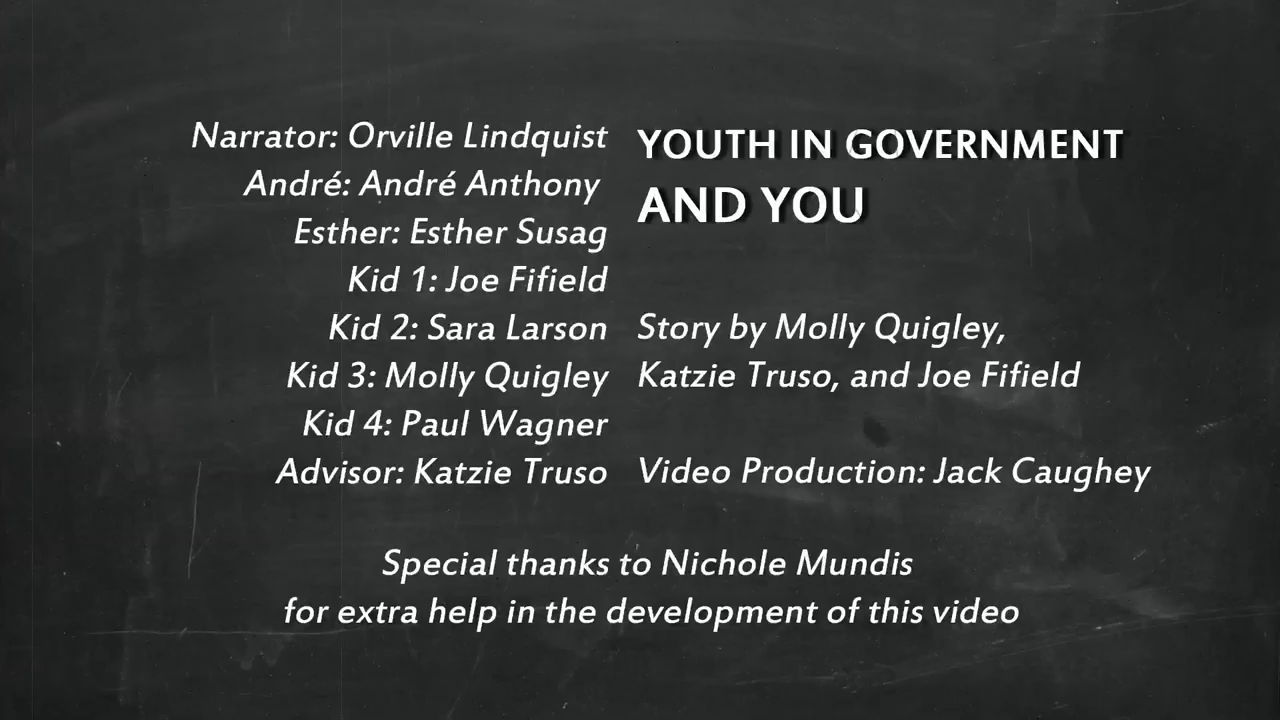 Narrator: Orville Lindquist
André: André Anthony
Esther: Esther Susag
Kid 1: Joe Fifield
Kid 2: Sara Larson
Kid 3: Molly Quigley
Kid 4: Paul Wagner
Advisor: Katzie Truso
YOUTH IN GOVERNMENT
AND YOU
Story by Molly Quigley,
Katzie Truso, and Joe Fifield
Video Production: Jack Caughey
Special thanks to Nichole Mundis
for extra help in the development of this video